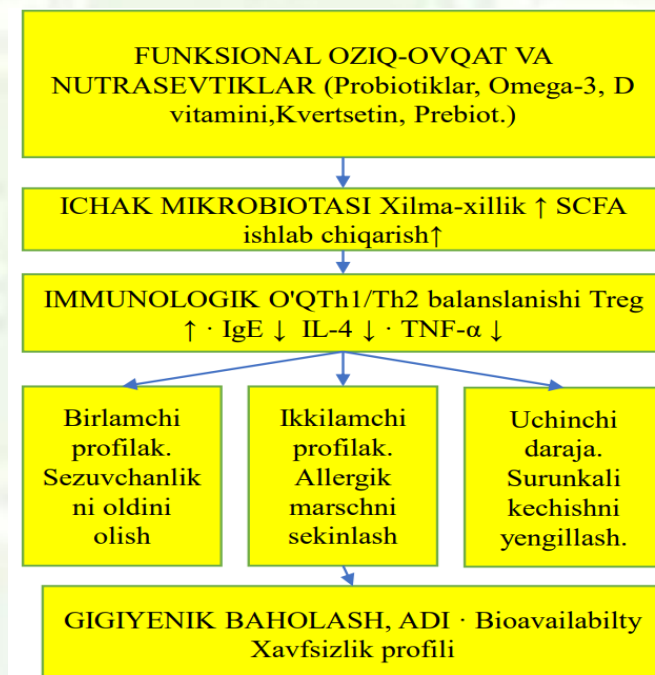 FUNKSIONAL OZIQ-OVQAT VA
NUTRASEVTIKLAR (Probiotiklar, Omega-3, D
vitamini,Kvertsetin, Prebiot.)
ICHAK MIKROBIOTASI Xilma-xillik ↑ SCFA
ishlab chiqarish↑
IMMUNOLOGIK O'QTh1/Th2 balanslanishi Treg
↑ · IgE ↓ IL-4 ↓ · TNF-α ↓
Birlamchi
profilak.
Sezuvchanlik
ni oldini
olish
Ikkilamchi
profilak.
Allergik
marschni
sekinlash
Uchinchi
daraja.
Surunkali
kechishni
yengillash.
GIGIYENIK BAHOLASH, ADI · Bioavailabilty
Xavfsizlik profili